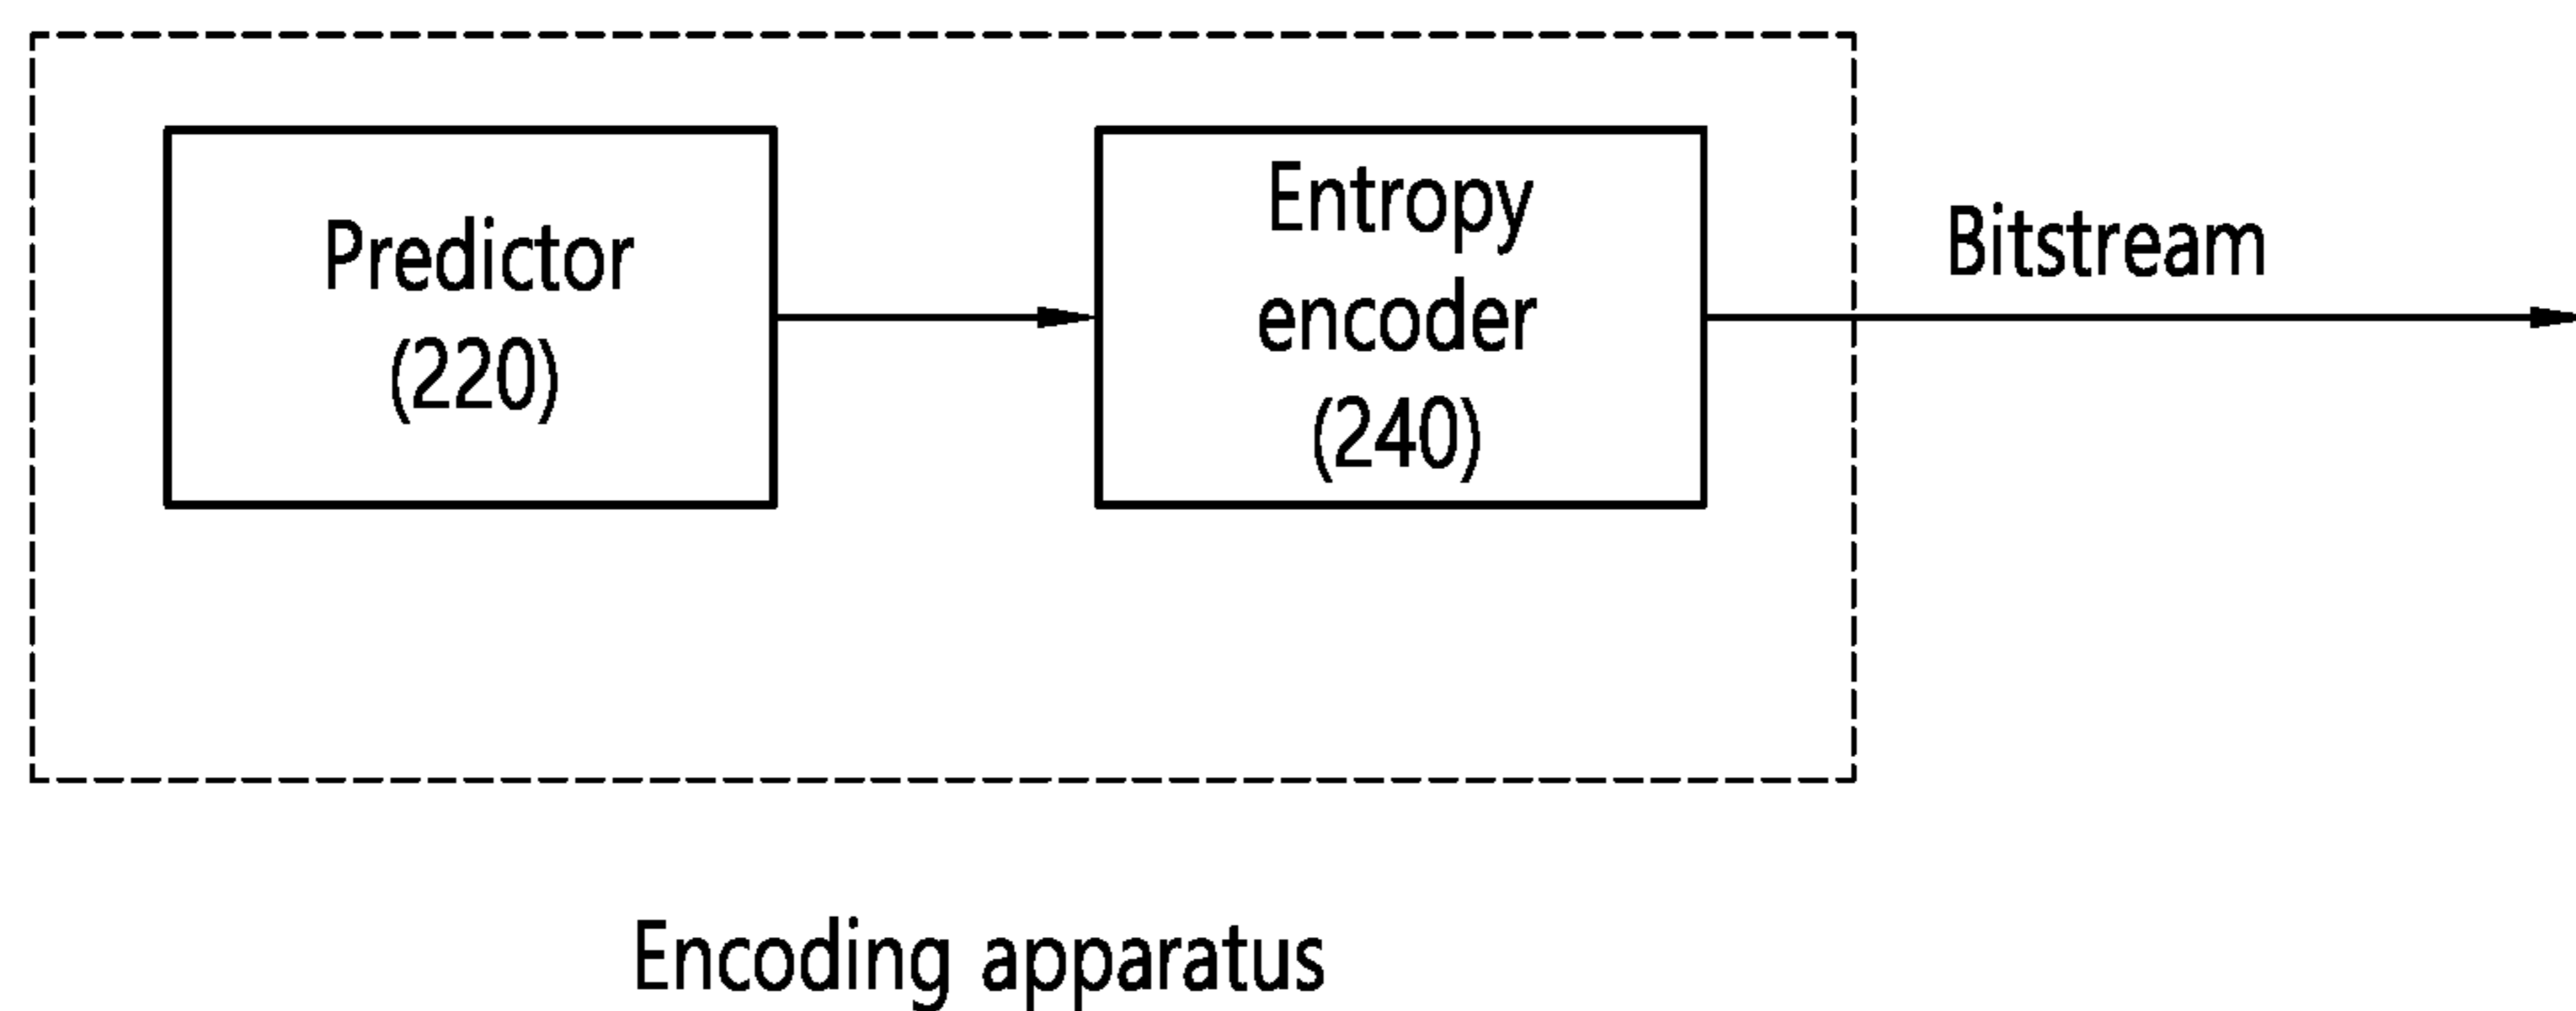 Predictor
(220)
Entropy
encoder
(240)
Bitstream
Encoding apparatus